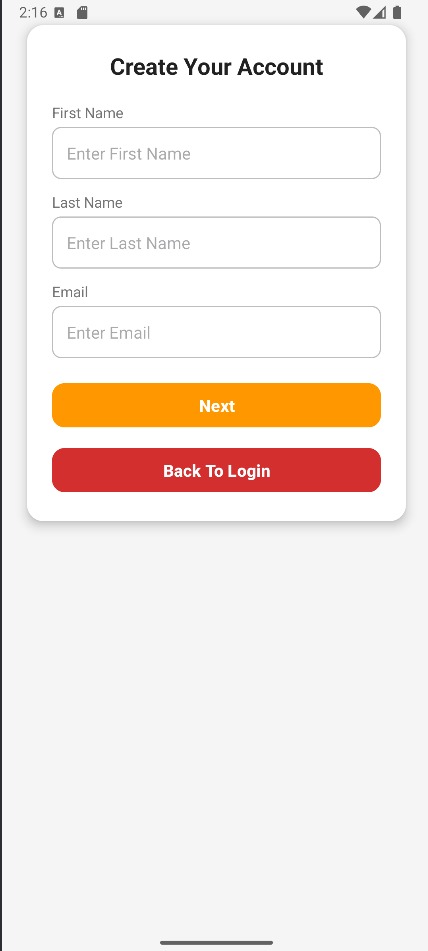 2:16
Create Your Account
First Name
Enter First Name
Last Name
Enter Last Name
Email
Enter Email
Next
Back To Login